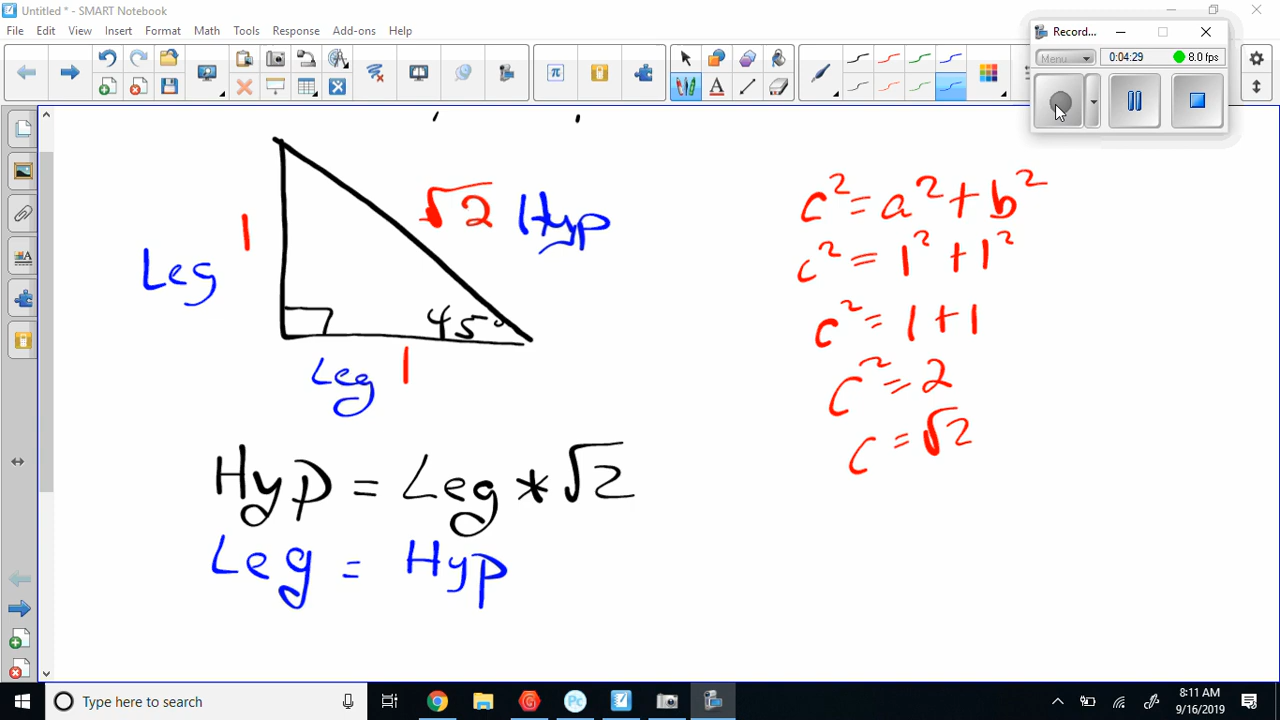 Untitled * - SMART Notebook
File Edit View Insert Format Math Tools Response Add-ons Help
Record...
Menu
0:04:29
8.0 fps
π
A
1
√2 Hyp
Leg
45°
Leg 1
c² = a² + b²
c² = 1² + 1²
c² = 1 + 1
c² = 2
c = √2
Hyp = Leg * √2
Leg = Hyp
Type here to search
8:11 AM
9/16/2019